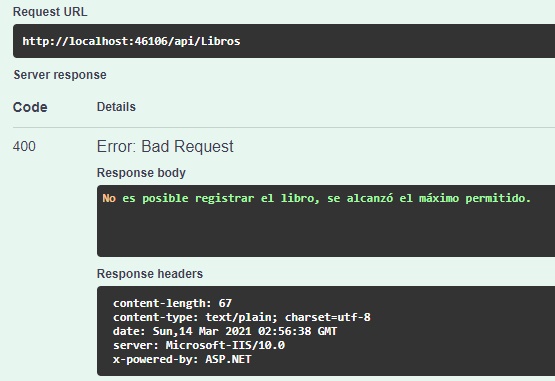 Request URL
http://localhost:46106/api/Libros
Server response
Code Details
400 Error: Bad Request
Response body
No es posible registrar el libro, se alcanzó el máximo permitido.
Response headers
content-length: 67
content-type: text/plain; charset=utf-8
date: Sun,14 Mar 2021 02:56:38 GMT
server: Microsoft-IIS/10.0
x-powered-by: ASP.NET